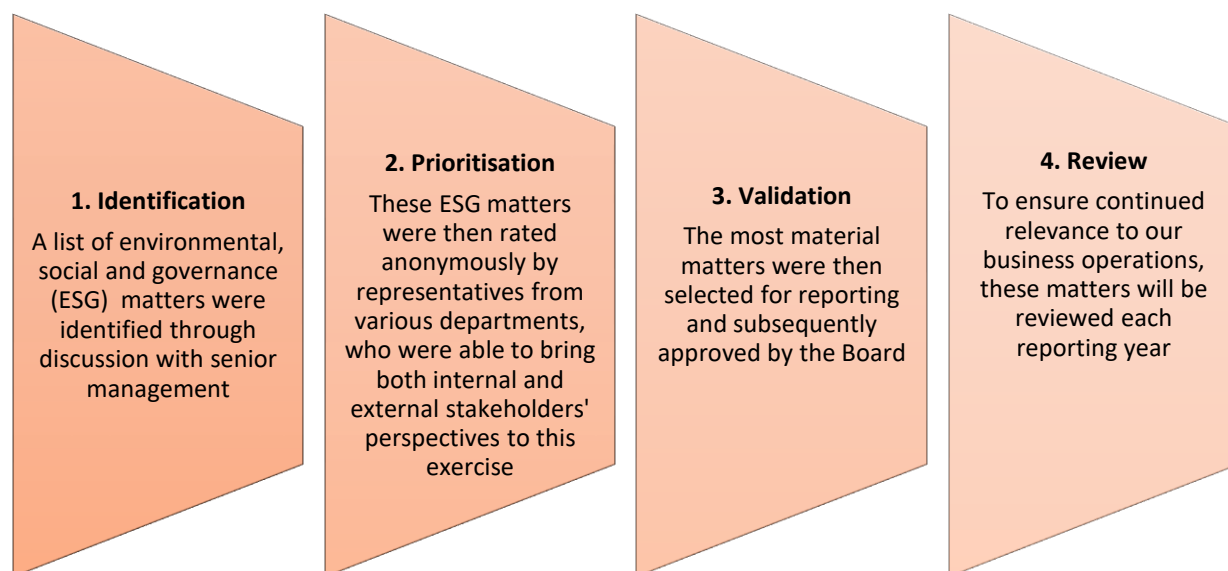 1. Identification
A list of environmental,
social and governance
(ESG)  matters were
identified through
discussion with senior
management
2. Prioritisation
These ESG matters
were then rated
anonymously by
representatives from
various departments,
who were able to bring
both internal and
external stakeholders'
perspectives to this
exercise
3. Validation
The most material
matters were then
selected for reporting
and subsequently
approved by the Board
4. Review
To ensure continued
relevance to our
business operations,
these matters will be
reviewed each
reporting year